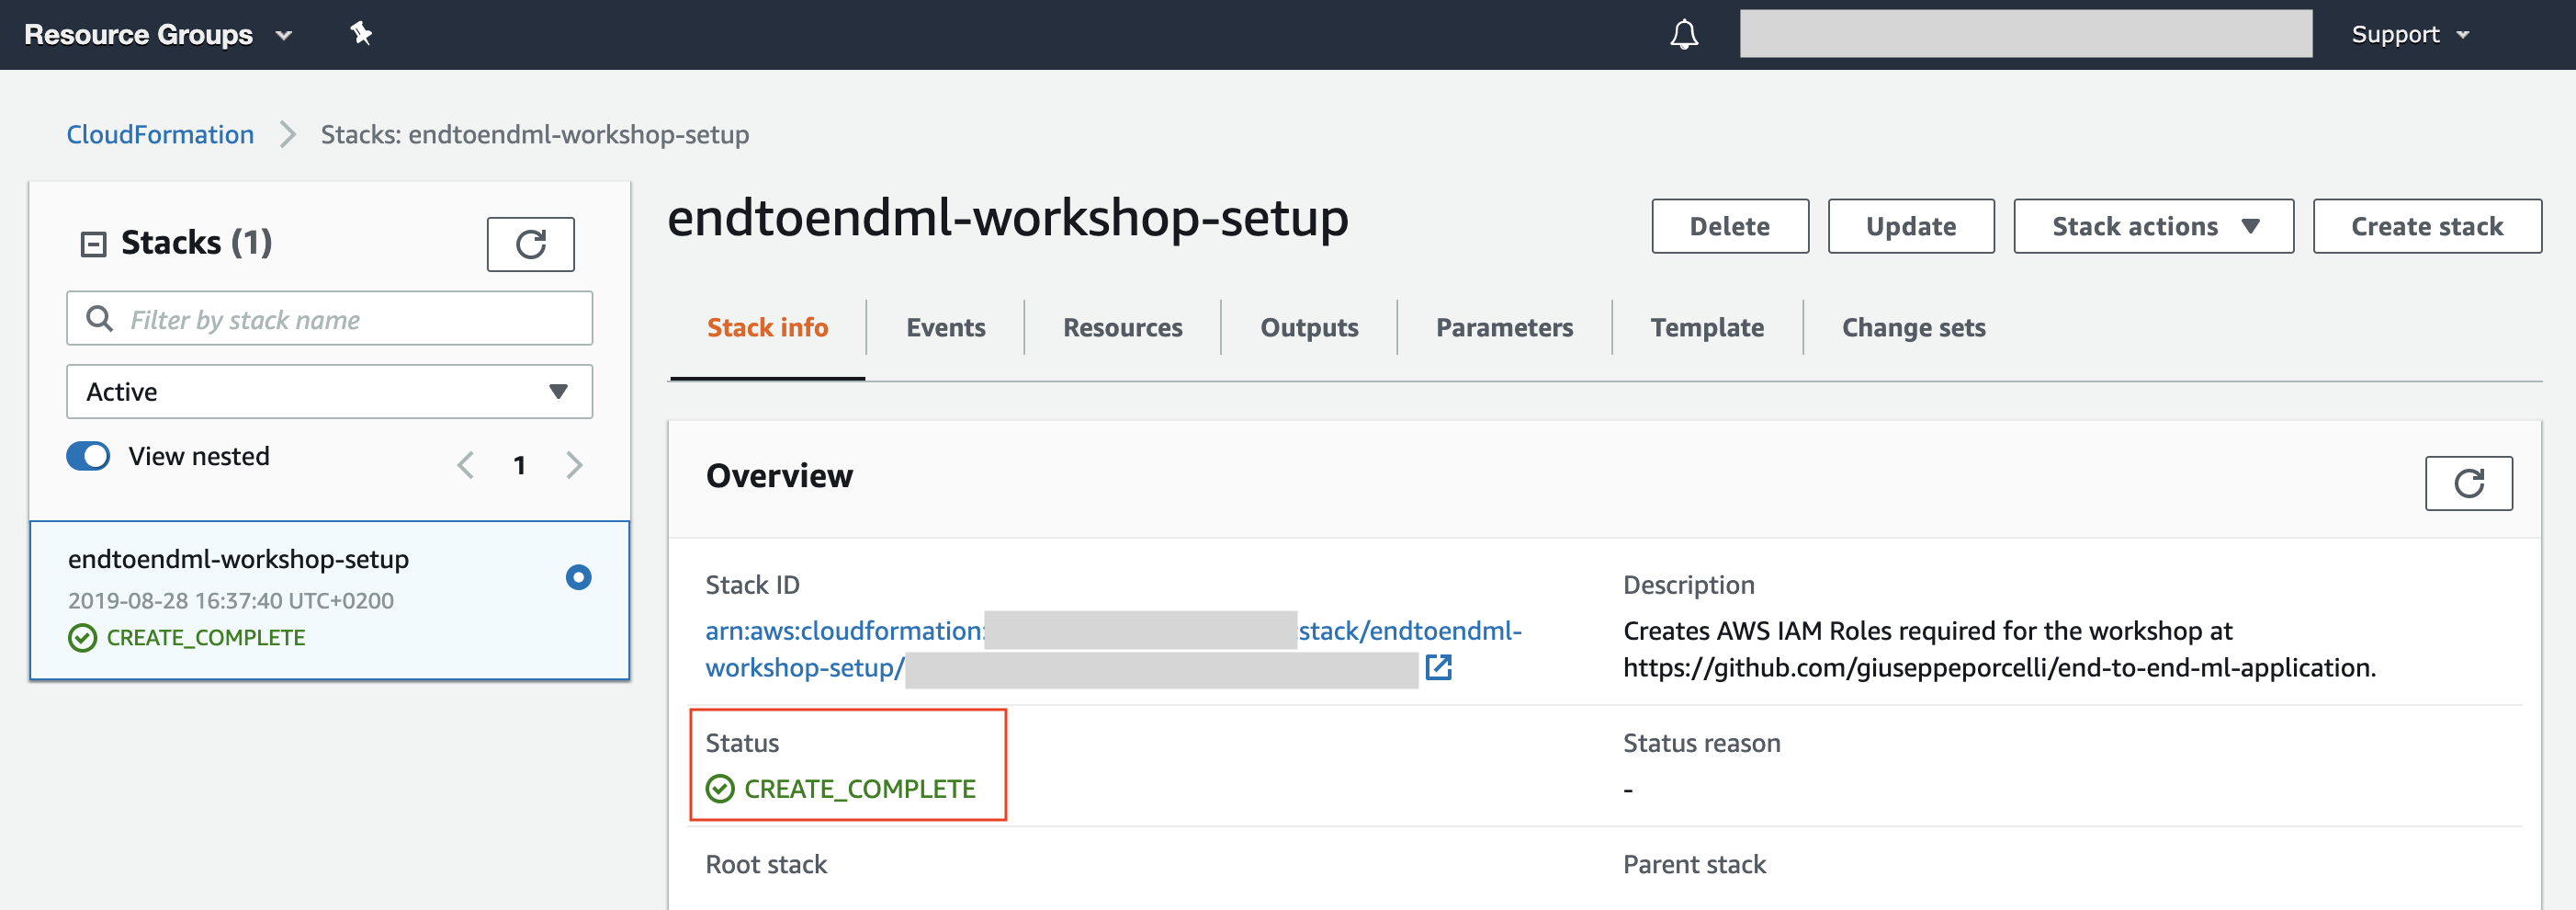 Resource Groups
Support
CloudFormation
Stacks: endtoendml-workshop-setup
Stacks (1)
Filter by stack name
Active
View nested
1
endtoendml-workshop-setup
2019-08-28 16:37:40 UTC+0200
CREATE_COMPLETE
endtoendml-workshop-setup
Delete
Update
Stack actions
Create stack
Stack info
Events
Resources
Outputs
Parameters
Template
Change sets
Overview
Stack ID
arn:aws:cloudformation: stack/endtoendml-
workshop-setup/
Description
Creates AWS IAM Roles required for the workshop at
https://github.com/giuseppeporcelli/end-to-end-ml-application.
Status
CREATE_COMPLETE
Status reason
-
Root stack
Parent stack